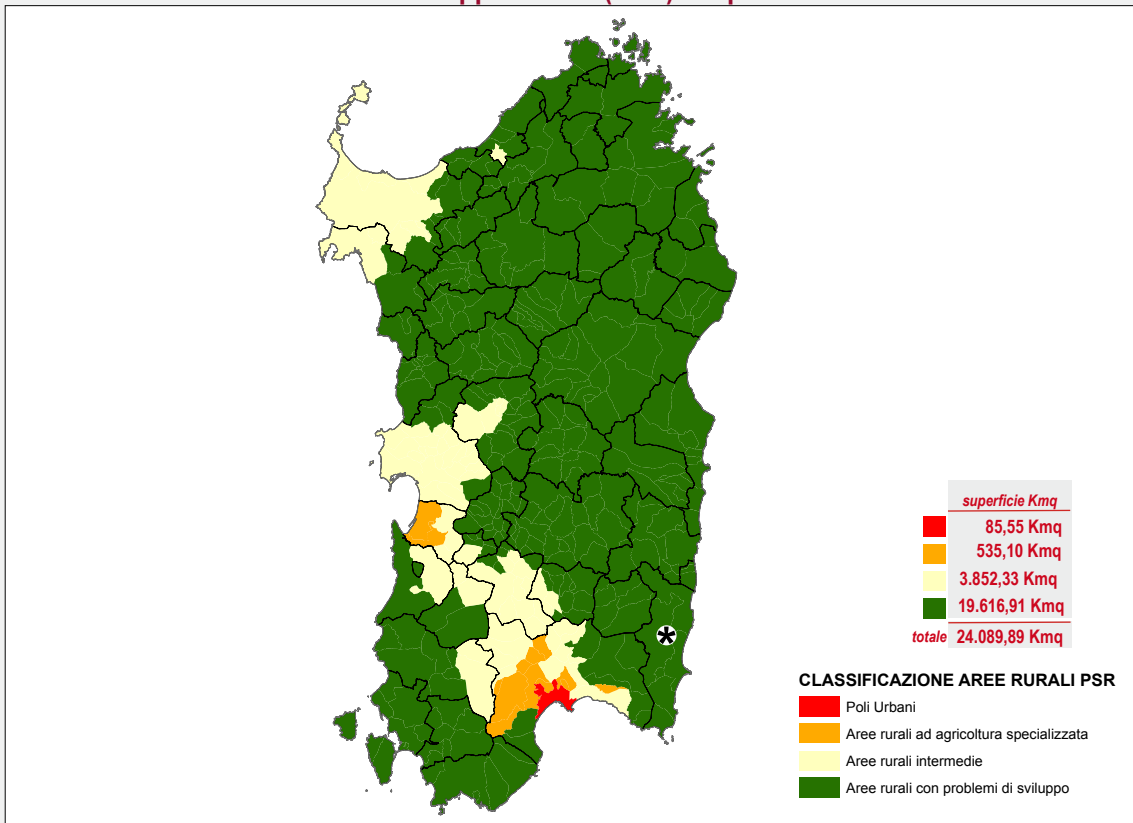 superficie Kmq
85,55 Kmq
535,10 Kmq
3.852,33 Kmq
19.616,91 Kmq
totale 24.089,89 Kmq
CLASSIFICAZIONE AREE RURALI PSR
Poli Urbani
Aree rurali ad agricoltura specializzata
Aree rurali intermedie
Aree rurali con problemi di sviluppo
*